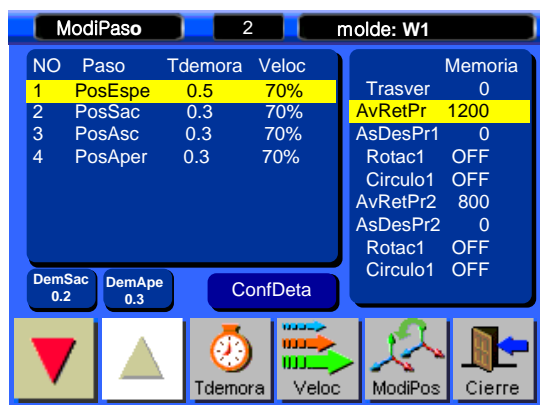 ModiPaso 2 molde: W1
NO Paso Tdemora Veloc
1 PosEspe 0.5 70%
2 PosSac 0.3 70%
3 PosAsc 0.3 70%
4 PosAper 0.3 70%
Memoria
Trasver 0
AvRetPr 1200
AsDesPr1 0
Rotac1 OFF
Circulo1 OFF
AvRetPr2 800
AsDesPr2 0
Rotac1 OFF
Circulo1 OFF
DemSac
0.2
DemApe
0.3
ConfDeta
Tdemora Veloc ModiPos Cierre